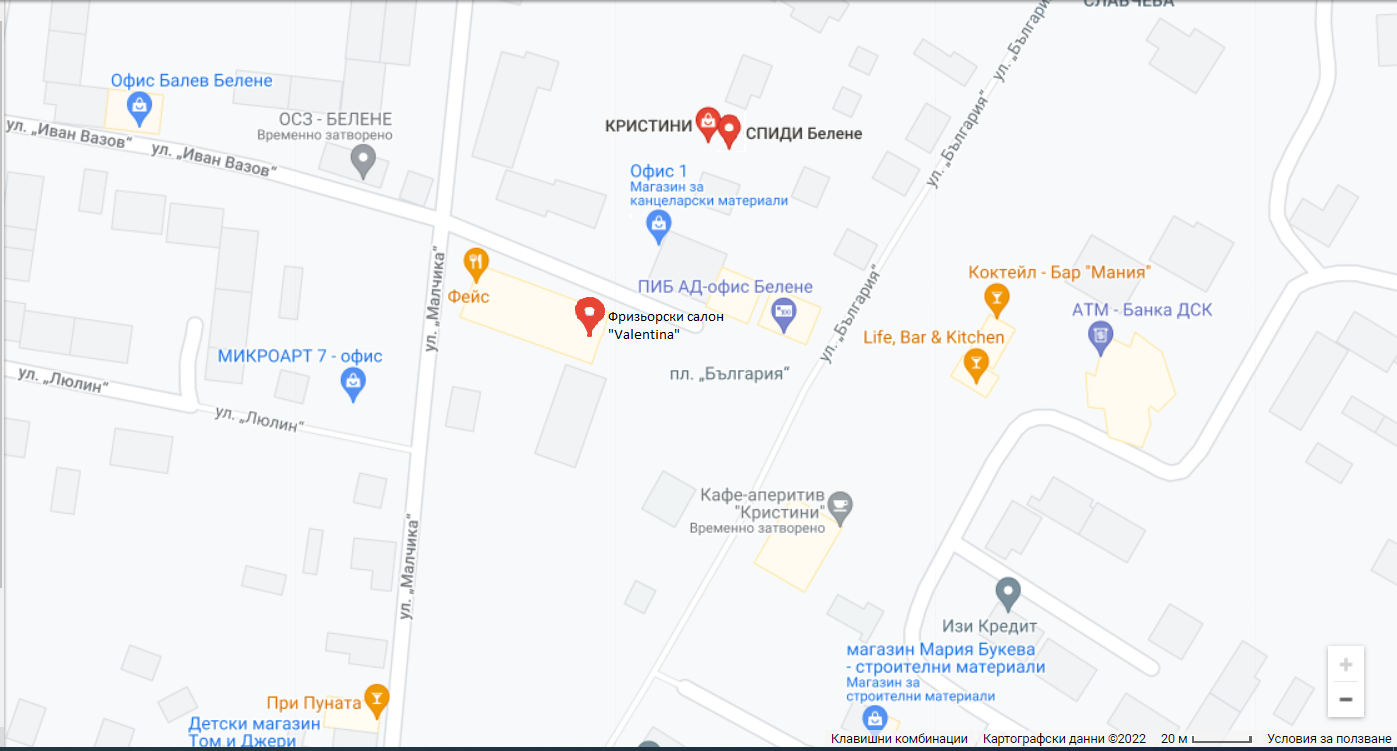 СЛАВЧЕВА
ул. „България“
Офис Балев Белене
ОСЗ - БЕЛЕНЕ
Временно затворено
КРИСТИНИ
СПИДИ Белене
ул. „Иван Вазов“
ул. „Иван Вазов“
ул. „България“
Офис 1
Магазин за
канцеларски материали
ул. „Малчика“
Фейс
ПИБ АД-офис Белене
Коктейл - Бар "Мания"
АТМ - Банка ДСК
Фризьорски салон
"Valentina"
ул. „България“
Life, Bar & Kitchen
МИКРОАРТ 7 - офис
пл. „България“
ул. „Люлин“
ул. „Люлин“
Кафе-аперитив
"Кристини"
Временно затворено
ул. „Малчика“
Изи Кредит
магазин Мария Букева
- строителни материали
Магазин за
строителни материали
При Пуната
Детски магазин
Том и Джери
Клавишни комбинации
Картографски данни ©2022
20 м
Условия за ползване